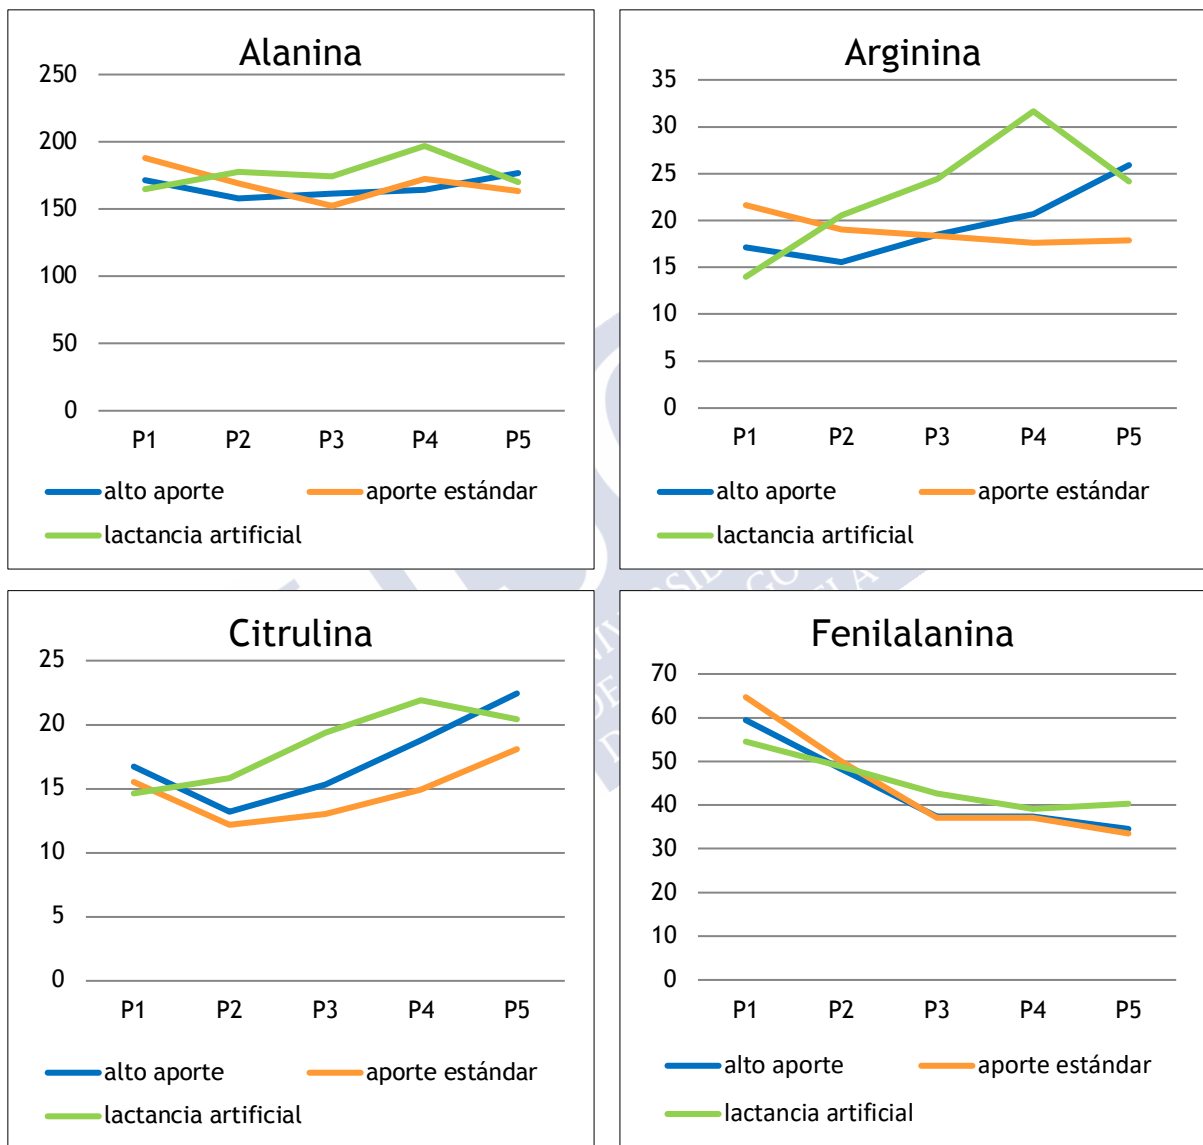 Alanina
250
200
150
100
50
0
P1 P2 P3 P4 P5
alto aporte aporte estándar
lactancia artificial
Arginina
35
30
25
20
15
10
5
0
P1 P2 P3 P4 P5
alto aporte aporte estándar
lactancia artificial
Citrulina
25
20
15
10
5
0
P1 P2 P3 P4 P5
alto aporte aporte estándar
lactancia artificial
Fenilalanina
70
60
50
40
30
20
10
0
P1 P2 P3 P4 P5
alto aporte aporte estándar
lactancia artificial